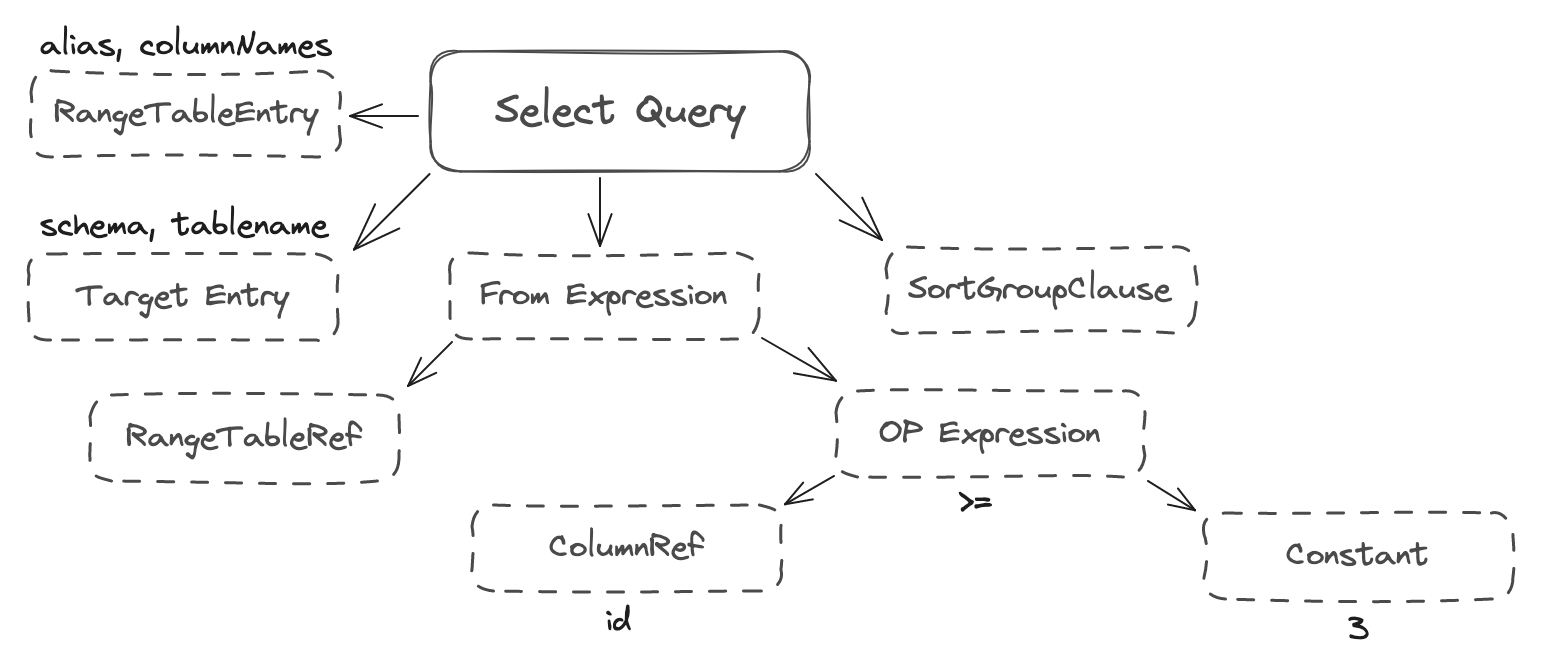 alias, columnNames
RangeTableEntry
Select Query
schema, tablename
Target Entry
From Expression
SortGroupClause
RangeTableRef
OP Expression
>=
ColumnRef
id
Constant
3